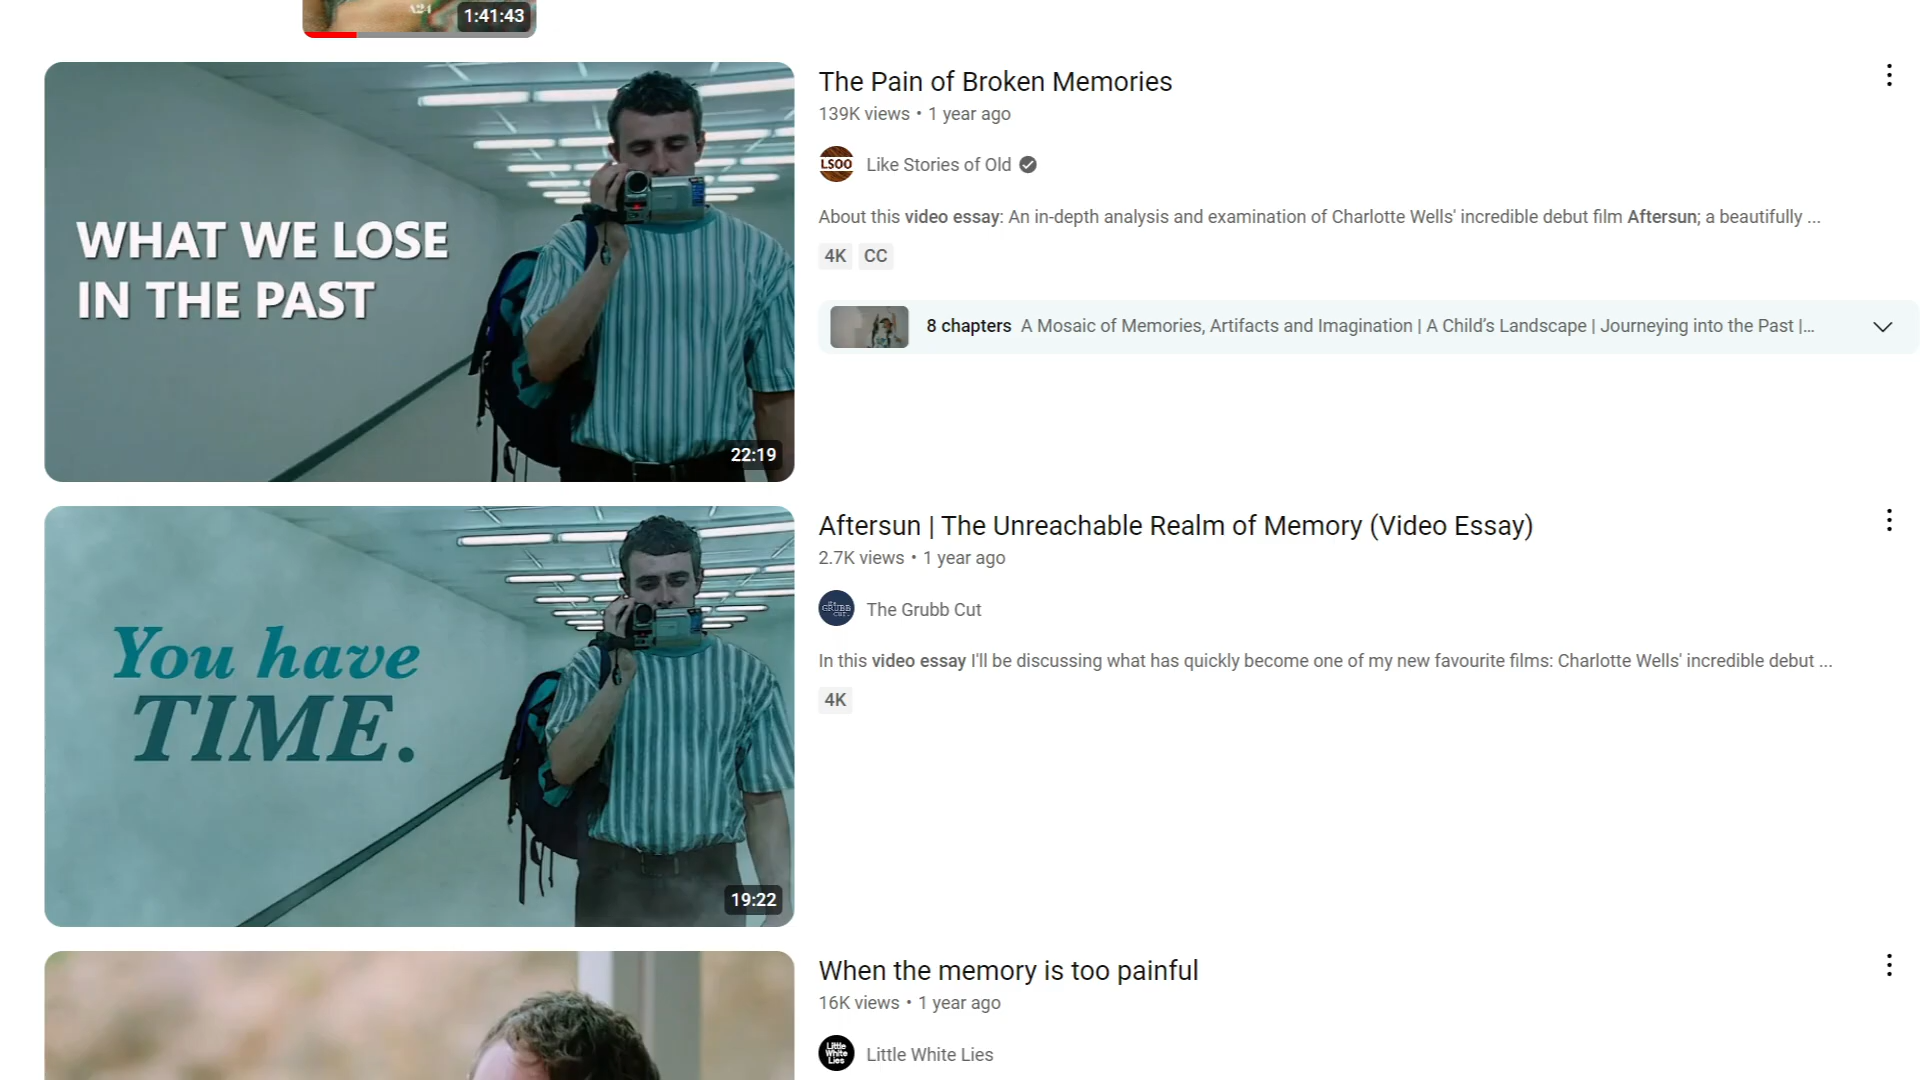 1:41:43
WHAT WE LOSE
IN THE PAST
22:19
The Pain of Broken Memories
139K views • 1 year ago
LSOO
Like Stories of Old
About this video essay: An in-depth analysis and examination of Charlotte Wells' incredible debut film Aftersun; a beautifully ...
4K CC
8 chapters A Mosaic of Memories, Artifacts and Imagination | A Child's Landscape | Journeying into the Past |...
You have
TIME.
19:22
Aftersun | The Unreachable Realm of Memory (Video Essay)
2.7K views • 1 year ago
GRUBB
The Grubb Cut
In this video essay I'll be discussing what has quickly become one of my new favourite films: Charlotte Wells' incredible debut ...
4K
When the memory is too painful
16K views • 1 year ago
Little
White
Lies
Little White Lies